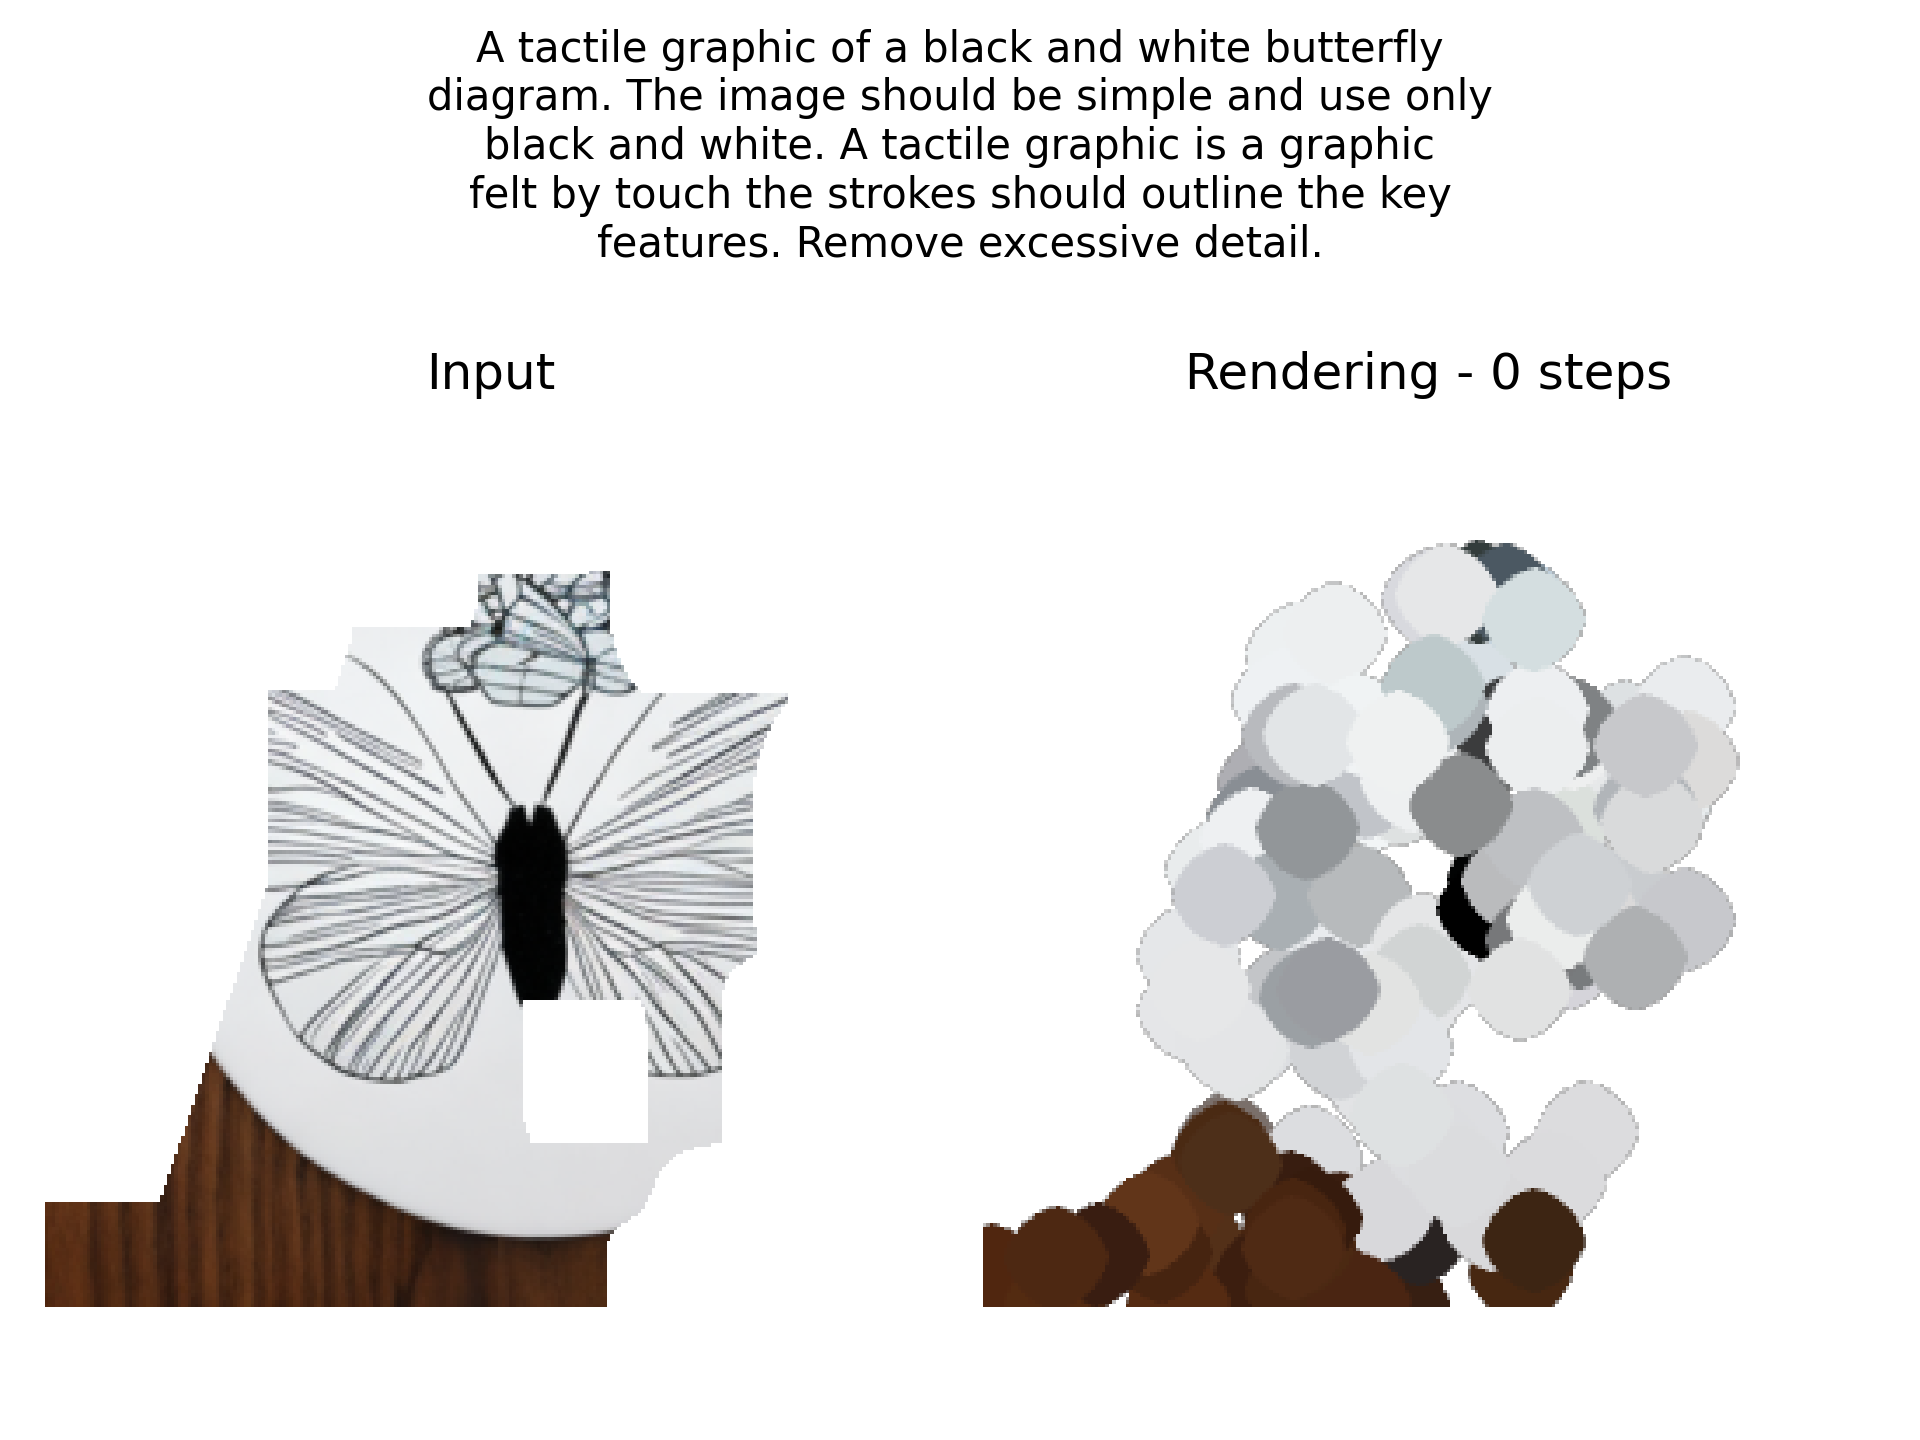 A tactile graphic of a black and white butterfly
diagram. The image should be simple and use only
black and white. A tactile graphic is a graphic
felt by touch the strokes should outline the key
features. Remove excessive detail.
Input
Rendering - 0 steps